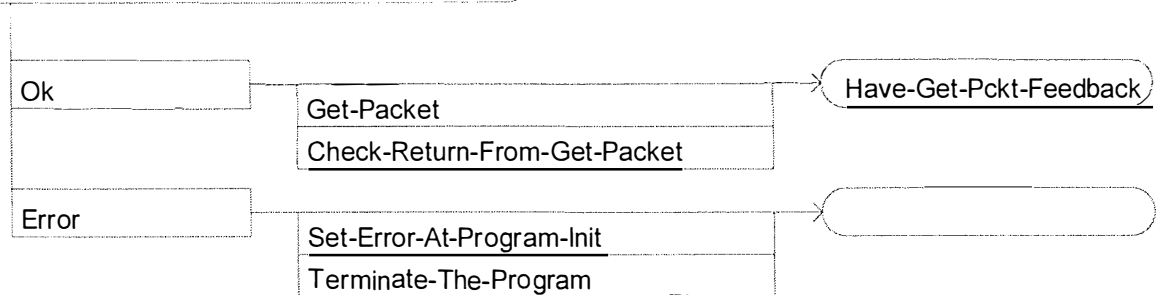 Ok
Get-Packet
Check-Return-From-Get-Packet
Have-Get-Pckt-Feedback
Error
Set-Error-At-Program-Init
Terminate-The-Program